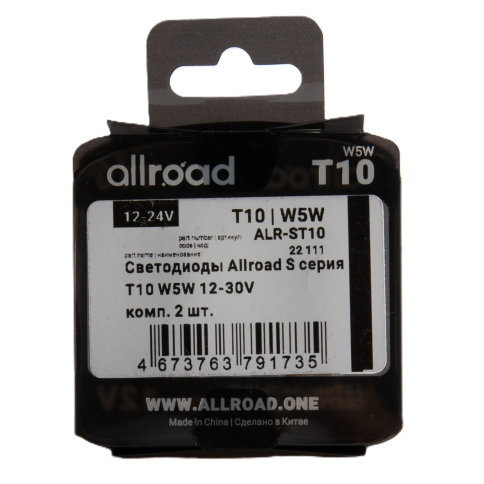 W5W
allroad T10
12-24V T10 | W5W
part number | артикул: ALR-ST10
code | код: 22 111
part name | наименование:
Светодиоды Allroad S серия
T10 W5W 12-30V
компл. 2 шт.
4 673763 791735
WWW.ALLROAD.ONE
Made in China | Сделано в Китае